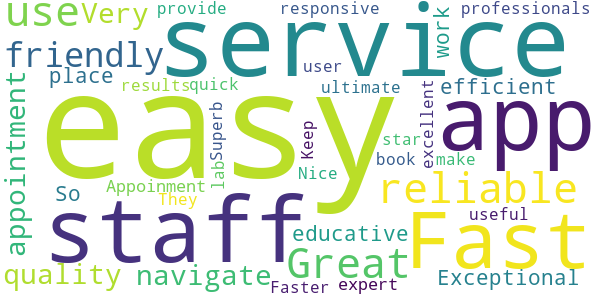 use Very provide responsive professionals
friendly service work
place results quick user ultimate efficient
easy app
appointment Superb Keep excellent star
lab book make
So Appoinment They Nice reliable
staff educative useful Fast
quality navigate Great
Faster expert Exceptional